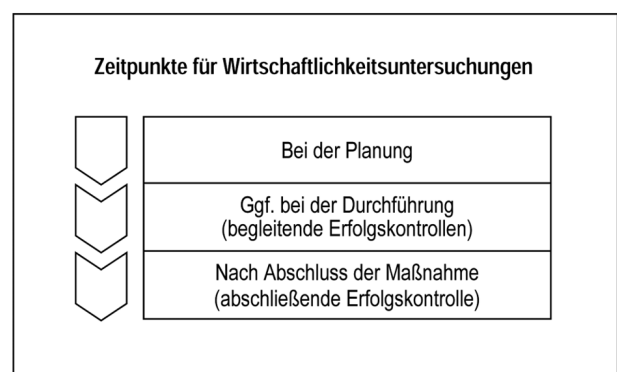 Zeitpunkte für Wirtschaftlichkeitsuntersuchungen
Bei der Planung
Ggf. bei der Durchführung
(begleitende Erfolgskontrollen)
Nach Abschluss der Maßnahme
(abschließende Erfolgskontrolle)